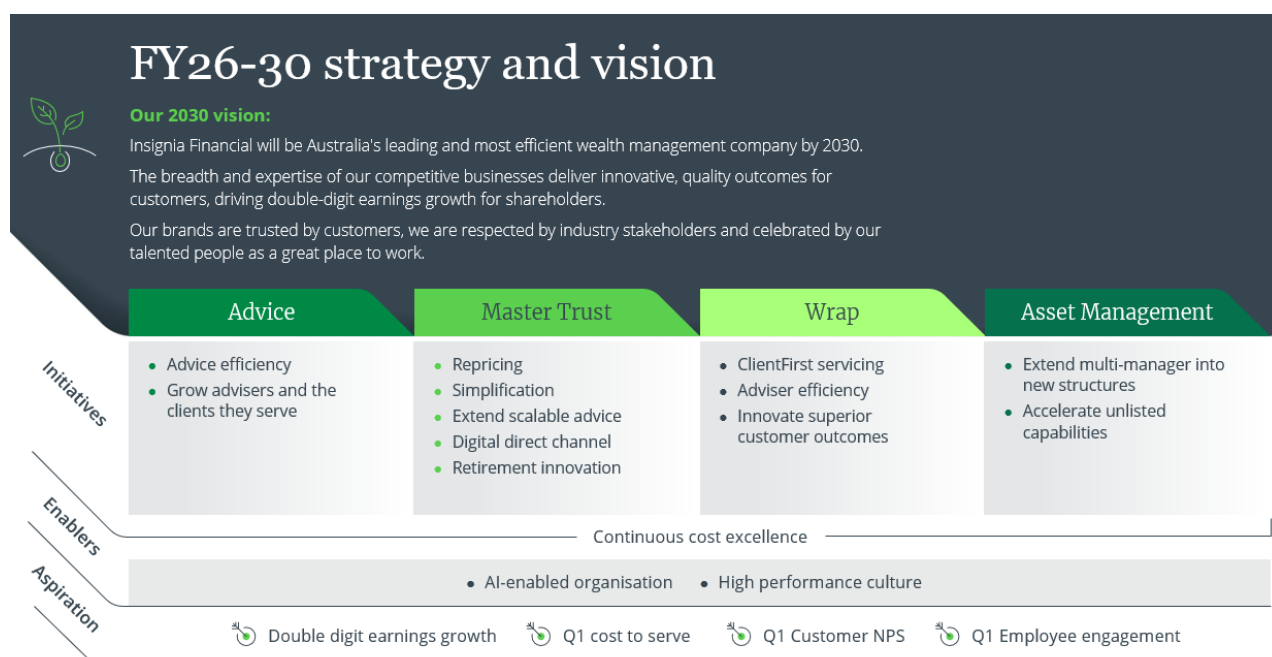 FY26-30 strategy and vision
Our 2030 vision:
Insignia Financial will be Australia's leading and most efficient wealth management company by 2030.
The breadth and expertise of our competitive businesses deliver innovative, quality outcomes for
customers, driving double-digit earnings growth for shareholders.
Our brands are trusted by customers, we are respected by industry stakeholders and celebrated by our
talented people as a great place to work.
Initiatives
Advice
• Advice efficiency
• Grow advisers and the
clients they serve
Master Trust
• Repricing
• Simplification
• Extend scalable advice
• Digital direct channel
• Retirement innovation
Wrap
• ClientFirst servicing
• Adviser efficiency
• Innovate superior
customer outcomes
Asset Management
• Extend multi-manager into
new structures
• Accelerate unlisted
capabilities
Continuous cost excellence
Enablers
• AI-enabled organisation • High performance culture
Aspiration
Double digit earnings growth Q1 cost to serve Q1 Customer NPS Q1 Employee engagement